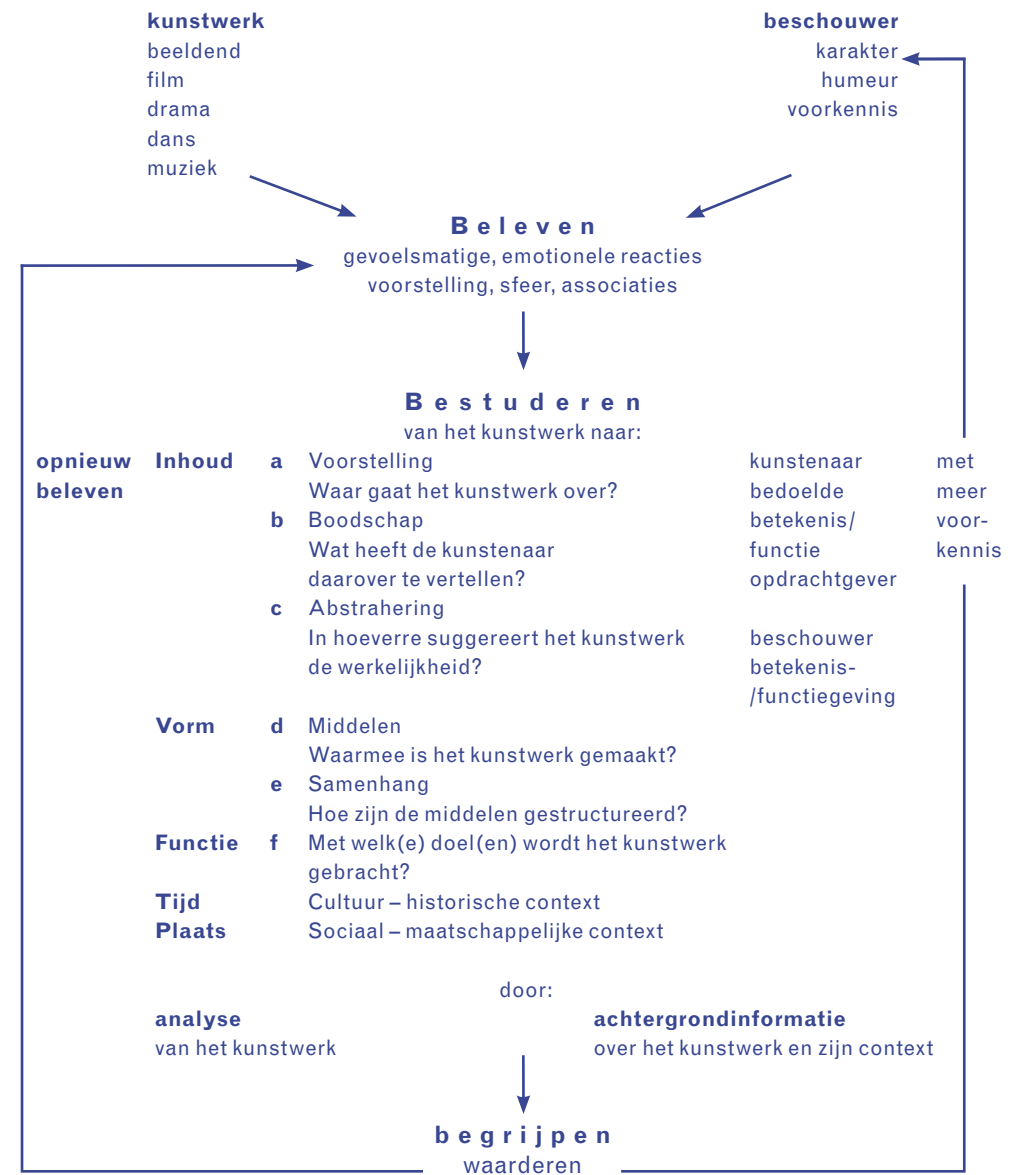 kunstwerk
beeldend
film
drama
dans
muziek
beschouwer
karakter
humeur
voorkennis
Beleven
gevoelsmatige, emotionele reacties
voorstelling, sfeer, associaties
Bestuderen
van het kunstwerk naar:
opnieuw
beleven
Inhoud
a Voorstelling
Waar gaat het kunstwerk over?
b Boodschap
Wat heeft de kunstenaar
daarover te vertellen?
c Abstrahering
In hoeverre suggereert het kunstwerk
de werkelijkheid?
kunstenaar
bedoelde
betekenis/
functie
opdrachtgever
beschouwer
betekenis-
/functiegeving
met
meer
voor-
kennis
Vorm d Middelen
Waarmee is het kunstwerk gemaakt?
e Samenhang
Hoe zijn de middelen gestructureerd?
Functie f Met welk(e) doel(en) wordt het kunstwerk
gebracht?
Tijd Cultuur – historische context
Plaats Sociaal – maatschappelijke context
door:
analyse
van het kunstwerk
achtergrondinformatie
over het kunstwerk en zijn context
begrijpen
waarderen